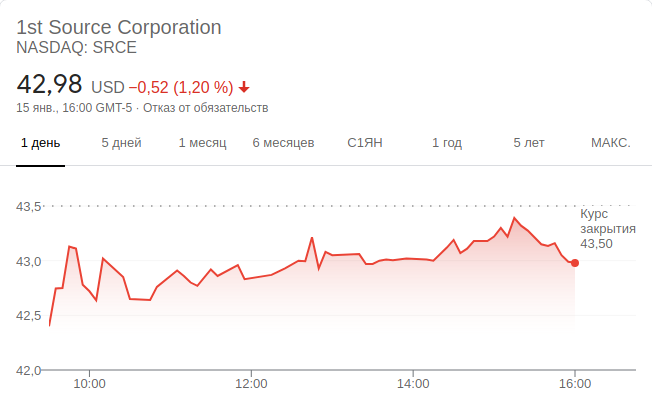 1st Source Corporation
NASDAQ: SRCE
42,98 USD −0,52 (1,20 %)
15 янв., 16:00 GMT-5 · Отказ от обязательств
1 день 5 дней 1 месяц 6 месяцев С1ЯН 1 год 5 лет МАКС.
43,5
Курс
закрытия
43,50
43,0
42,5
42,0
10:00 12:00 14:00 16:00